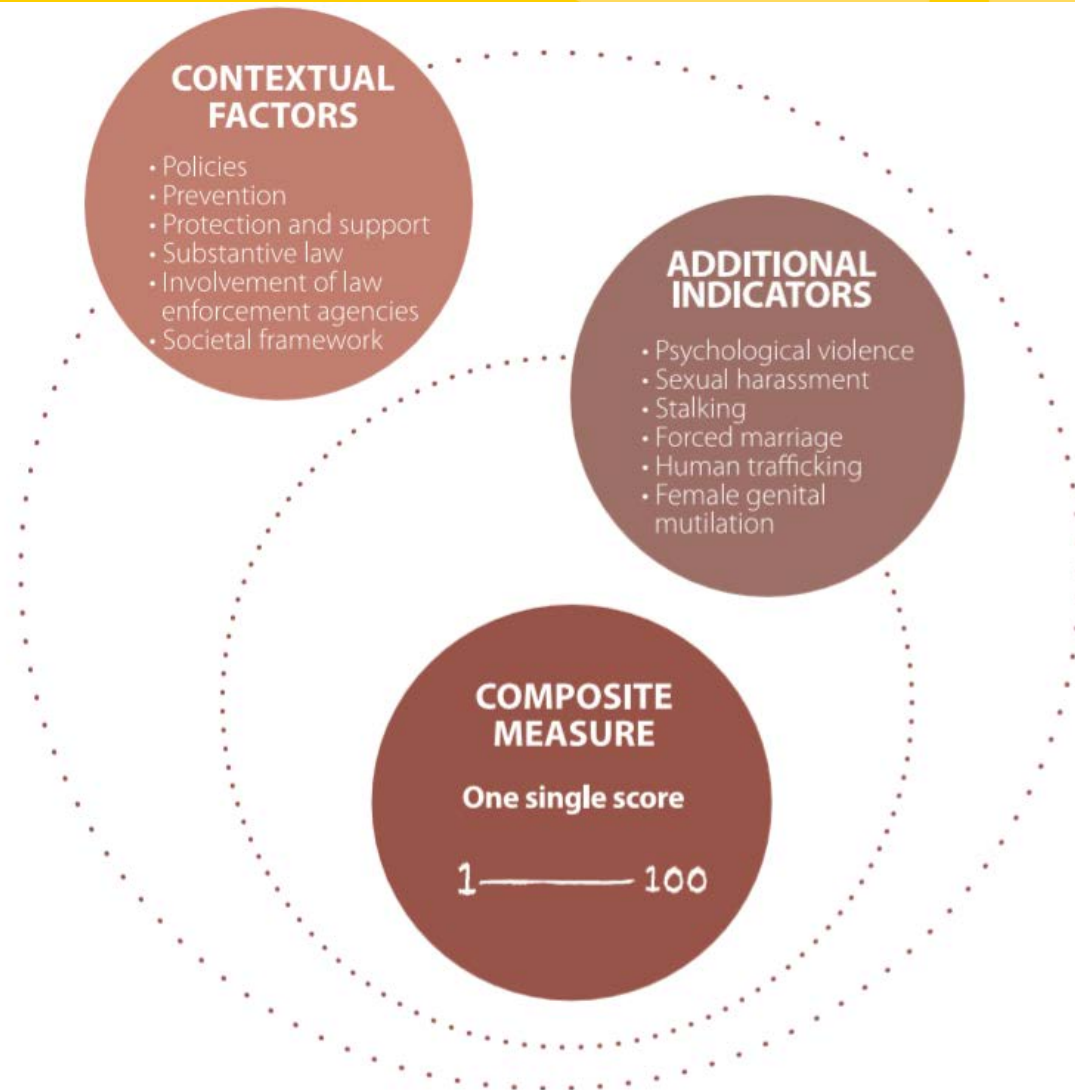 CONTEXTUAL
FACTORS
• Policies
• Prevention
• Protection and support
• Substantive law
• Involvement of law
enforcement agencies
• Societal framework
ADDITIONAL
INDICATORS
• Psychological violence
• Sexual harassment
• Stalking
• Forced marriage
• Human trafficking
• Female genital
mutilation
COMPOSITE
MEASURE
One single score
1 100